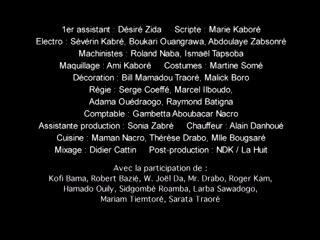 1er assistant : Désiré Zida Scripte : Marie Kaboré
Electro : Sévérin Kabré, Boukari Ouangrawa, Abdoulaye Zabsonré
Machinistes : Roland Naba, Ismaël Tapsoba
Maquillage : Ami Kaboré Costumes : Martine Somé
Décoration : Bill Mamadou Traoré, Malick Boro
Régie : Serge Coeffé, Marcel Ilboudo,
Adama Ouédraogo, Raymond Batigna
Comptable : Gambetta Aboubacar Nacro
Assistante production : Sonia Zabré Chauffeur : Alain Danhoué
Cuisine : Maman Nacro, Thérèse Drabo, Mlle Bougsaré
Mixage : Didier Cattin Post-production : NDK / La Huit
Avec la participation de :
Kofi Bama, Robert Bazié, W. Joël Da, Mr. Drabo, Roger Kam,
Hamado Ouily, Sidgombé Roamba, Larba Sawadogo,
Mariam Tiemtoré, Sarata Traoré